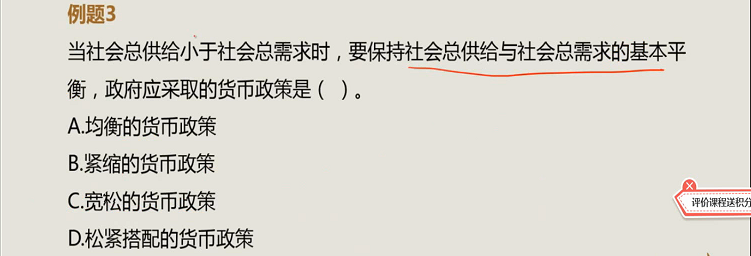 例题3
当社会总供给小于社会总需求时，要保持社会总供给与社会总需求的基本平
衡，政府应采取的货币政策是（  ）。
A.均衡的货币政策
B.紧缩的货币政策
C.宽松的货币政策
评价课程送积分
D.松紧搭配的货币政策